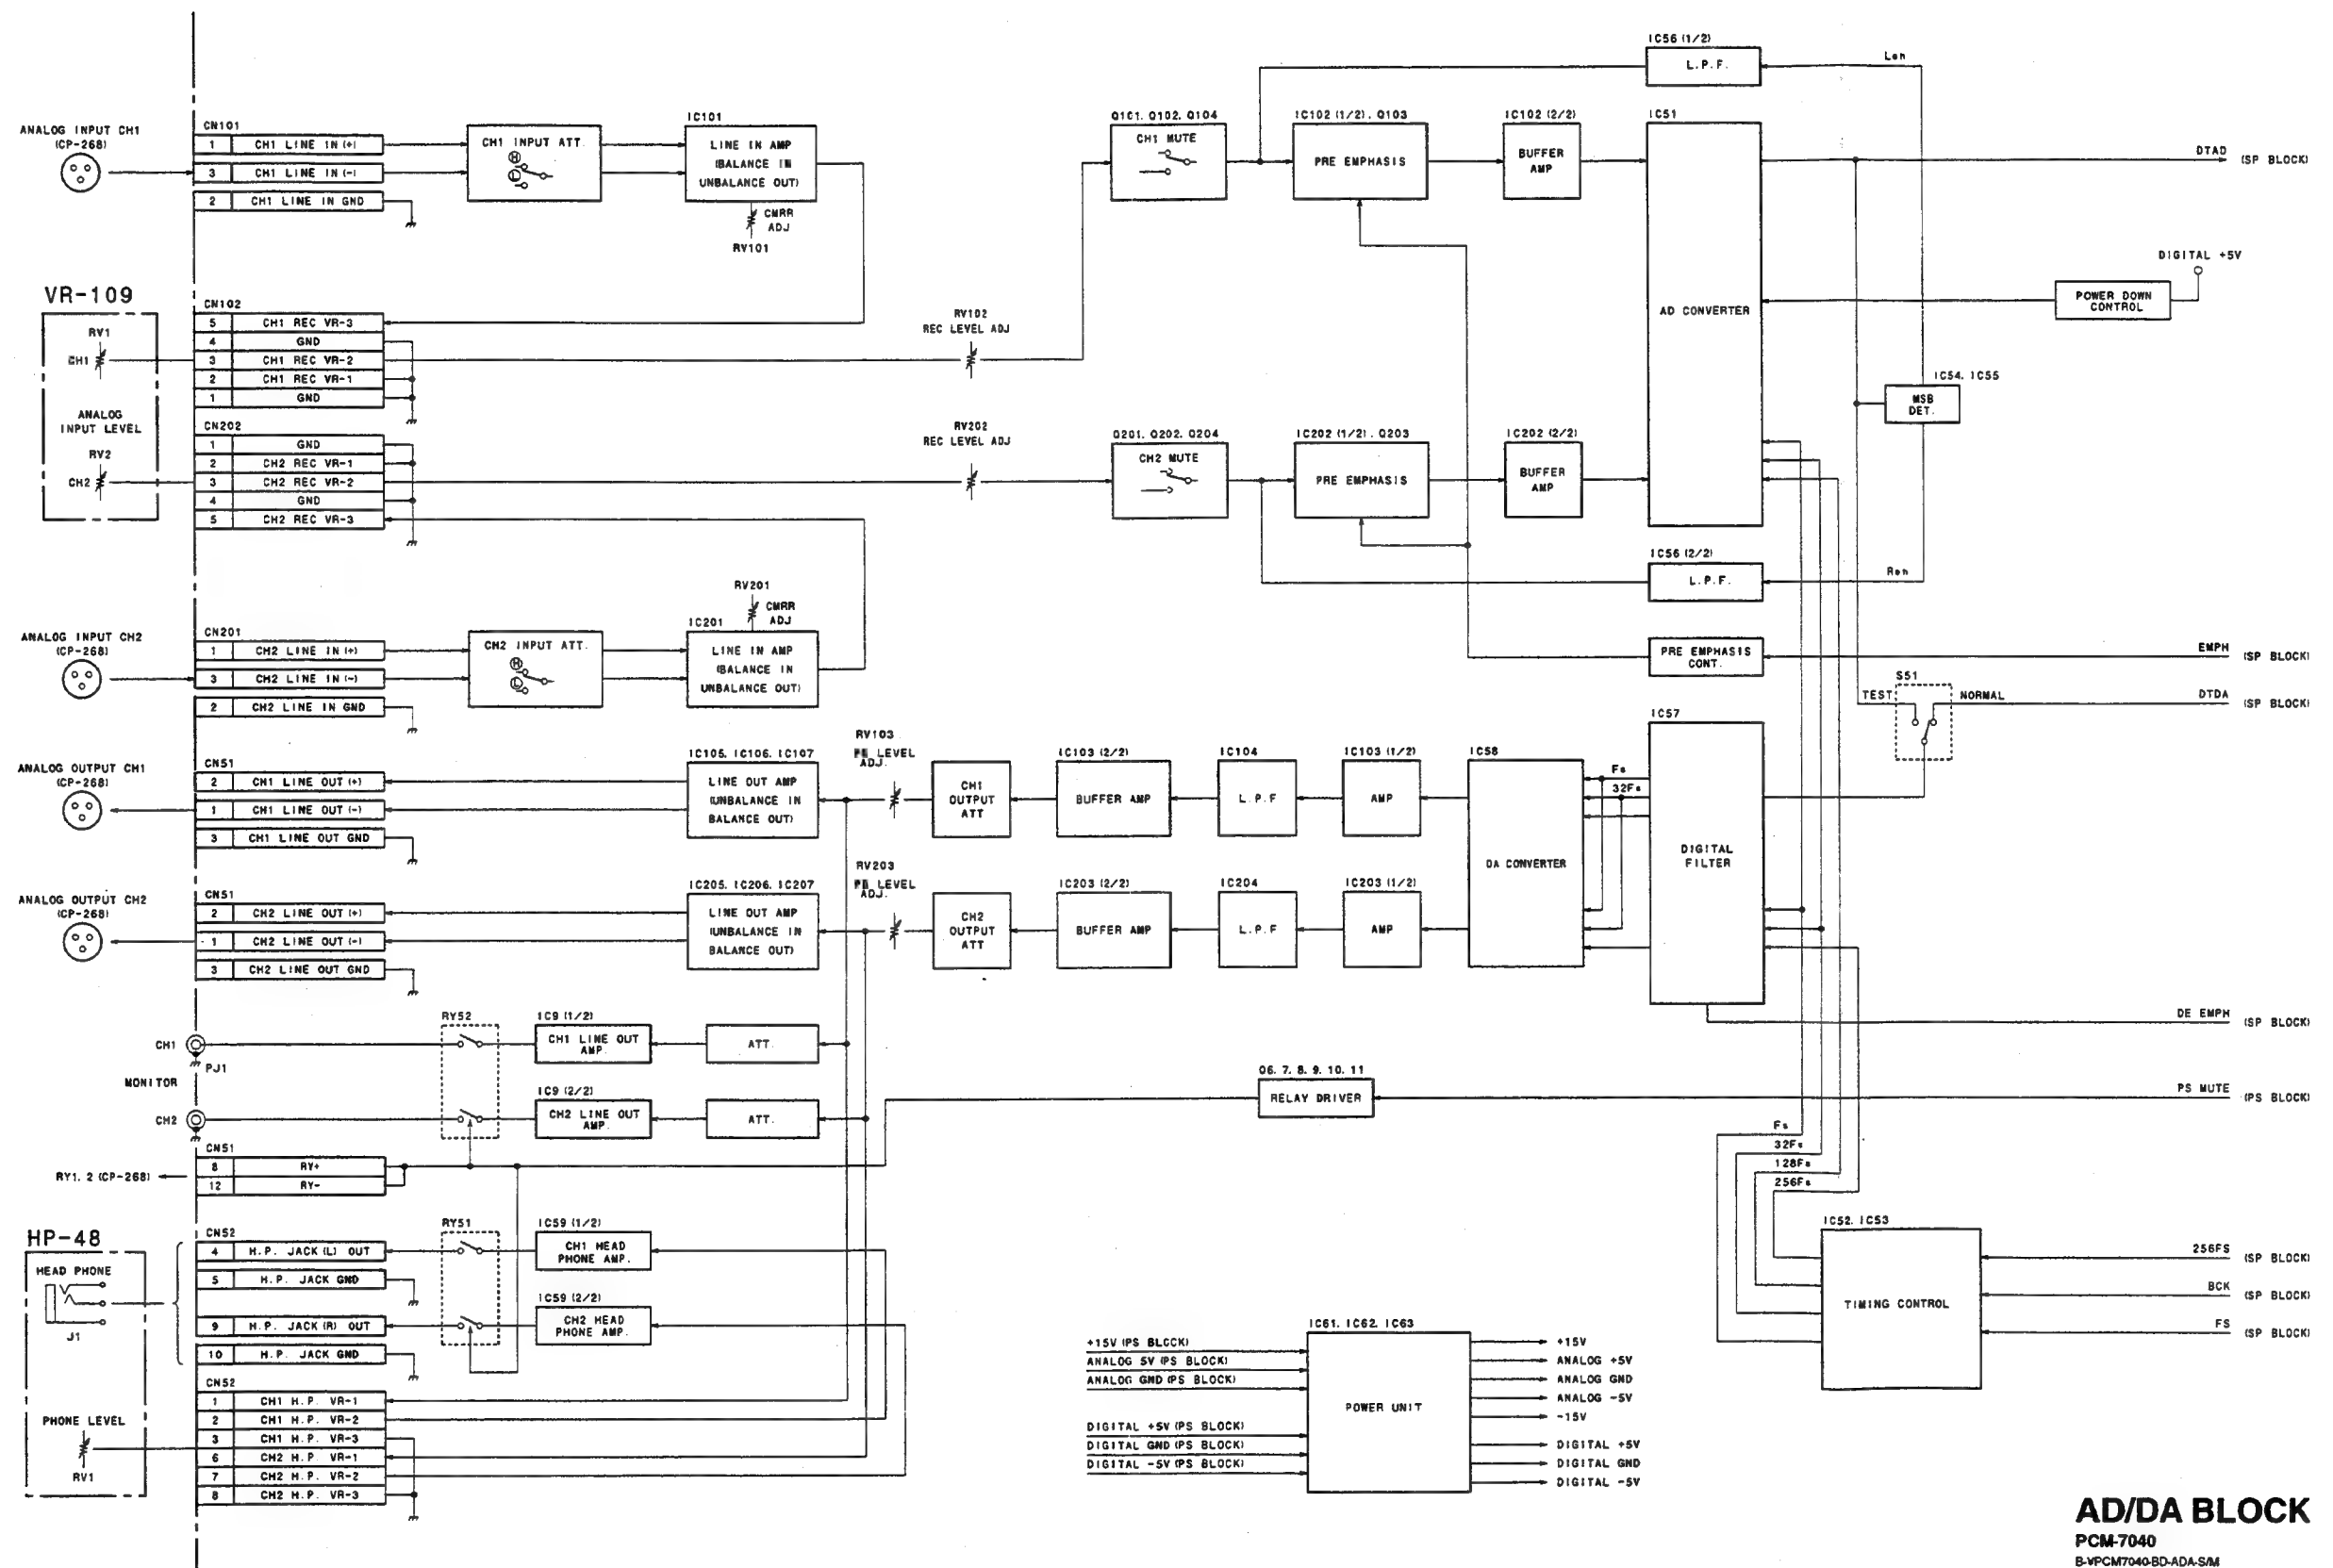 IC56 (1/2)
L.P.F.
Lch
ANALOG INPUT CH1
(CP-268)
CN101
1 CH1 LINE IN (+)
3 CH1 LINE IN (-)
2 CH1 LINE IN GND
CH1 INPUT ATT.
H
L
IC101
LINE IN AMP
(BALANCE IN
UNBALANCE OUT)
CMRR
ADJ
RV101
Q101. Q102. Q104
CH1 MUTE
IC102 (1/2). Q103
PRE EMPHASIS
IC102 (2/2)
BUFFER
AMP
IC51
AD CONVERTER
DTAD (SP BLOCK)
DIGITAL +5V
POWER DOWN
CONTROL
VR-109
RV1
CH1
ANALOG
INPUT LEVEL
RV2
CH2
CN102
5 CH1 REC VR-3
4 GND
3 CH1 REC VR-2
2 CH1 REC VR-1
1 GND
RV102
REC LEVEL ADJ
CN202
1 GND
2 CH2 REC VR-1
3 CH2 REC VR-2
4 GND
5 CH2 REC VR-3
RV202
REC LEVEL ADJ
Q201. Q202. Q204
CH2 MUTE
IC202 (1/2). Q203
PRE EMPHASIS
IC202 (2/2)
BUFFER
AMP
IC54. IC55
MSB
DET.
IC56 (2/2)
L.P.F.
Rch
RV201
CMRR
ADJ
ANALOG INPUT CH2
(CP-268)
CN201
1 CH2 LINE IN (+)
3 CH2 LINE IN (-)
2 CH2 LINE IN GND
CH2 INPUT ATT.
H
L
IC201
LINE IN AMP
(BALANCE IN
UNBALANCE OUT)
PRE EMPHASIS
CONT.
EMPH (SP BLOCK)
S51
TEST
NORMAL
DTDA (SP BLOCK)
ANALOG OUTPUT CH1
(CP-268)
CN51
2 CH1 LINE OUT (+)
1 CH1 LINE OUT (-)
3 CH1 LINE OUT GND
IC105. IC106. IC107
LINE OUT AMP
(UNBALANCE IN
BALANCE OUT)
RV103
PB LEVEL
ADJ.
CH1
OUTPUT
ATT
IC103 (2/2)
BUFFER AMP
IC104
L.P.F
IC103 (1/2)
AMP
IC58
DA CONVERTER
Fs
32Fs
IC57
DIGITAL
FILTER
ANALOG OUTPUT CH2
(CP-268)
CN51
2 CH2 LINE OUT (+)
1 CH2 LINE OUT (-)
3 CH2 LINE OUT GND
IC205. IC206. IC207
LINE OUT AMP
(UNBALANCE IN
BALANCE OUT)
RV203
PB LEVEL
ADJ.
CH2
OUTPUT
ATT
IC203 (2/2)
BUFFER AMP
IC204
L.P.F
IC203 (1/2)
AMP
DE EMPH (SP BLOCK)
CH1
PJ1
MONITOR
CH2
RY52
IC9 (1/2)
CH1 LINE OUT
AMP.
ATT.
IC9 (2/2)
CH2 LINE OUT
AMP.
ATT.
Q6. 7. 8. 9. 10. 11
RELAY DRIVER
PS MUTE (PS BLOCK)
RY1. 2 (CP-268)
CN51
8 RY+
12 RY-
Fs
32Fs
128Fs
256Fs
IC52. IC53
TIMING CONTROL
256FS (SP BLOCK)
BCK (SP BLOCK)
FS (SP BLOCK)
HP-48
HEAD PHONE
J1
PHONE LEVEL
RV1
CN52
4 H.P. JACK (L) OUT
5 H.P. JACK GND
9 H.P. JACK (R) OUT
10 H.P. JACK GND
RY51
IC59 (1/2)
CH1 HEAD
PHONE AMP.
IC59 (2/2)
CH2 HEAD
PHONE AMP.
CN52
1 CH1 H.P. VR-1
2 CH1 H.P. VR-2
3 CH1 H.P. VR-3
6 CH2 H.P. VR-1
7 CH2 H.P. VR-2
8 CH2 H.P. VR-3
IC61. IC62. IC63
POWER UNIT
+15V (PS BLOCK)
ANALOG 5V (PS BLOCK)
ANALOG GND (PS BLOCK)
DIGITAL +5V (PS BLOCK)
DIGITAL GND (PS BLOCK)
DIGITAL -5V (PS BLOCK)
+15V
ANALOG +5V
ANALOG GND
ANALOG -5V
-15V
DIGITAL +5V
DIGITAL GND
DIGITAL -5V
AD/DA BLOCK
PCM-7040
B-VPCM7040-BD-ADA-S/M